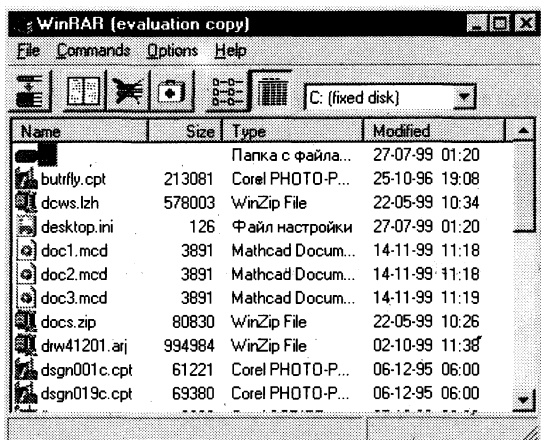 WinRAR (evaluation copy)
File Commands Options Help
C: (fixed disk)
Name Size Type Modified
Папка с файла... 27-07-99 01:20
butrfly.cpt 213081 Corel PHOTO-P... 25-10-96 19:08
dcws.lzh 578003 WinZip File 22-05-99 10:34
desktop.ini 126 Файл настройки 27-07-99 01:20
doc1.mcd 3891 Mathcad Docum... 14-11-99 11:18
doc2.mcd 3891 Mathcad Docum... 14-11-99 11:18
doc3.mcd 3891 Mathcad Docum... 14-11-99 11:19
docs.zip 80830 WinZip File 22-05-99 10:26
drw41201.arj 994984 WinZip File 02-10-99 11:38
dsgn001c.cpt 61221 Corel PHOTO-P... 06-12-95 06:00
dsgn019c.cpt 69380 Corel PHOTO-P... 06-12-95 06:00